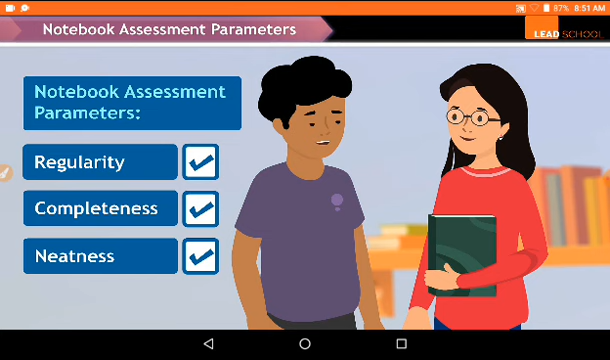 87% 8:51 AM
Notebook Assessment Parameters
LEAD SCHOOL
Notebook Assessment
Parameters:
Regularity
Completeness
Neatness